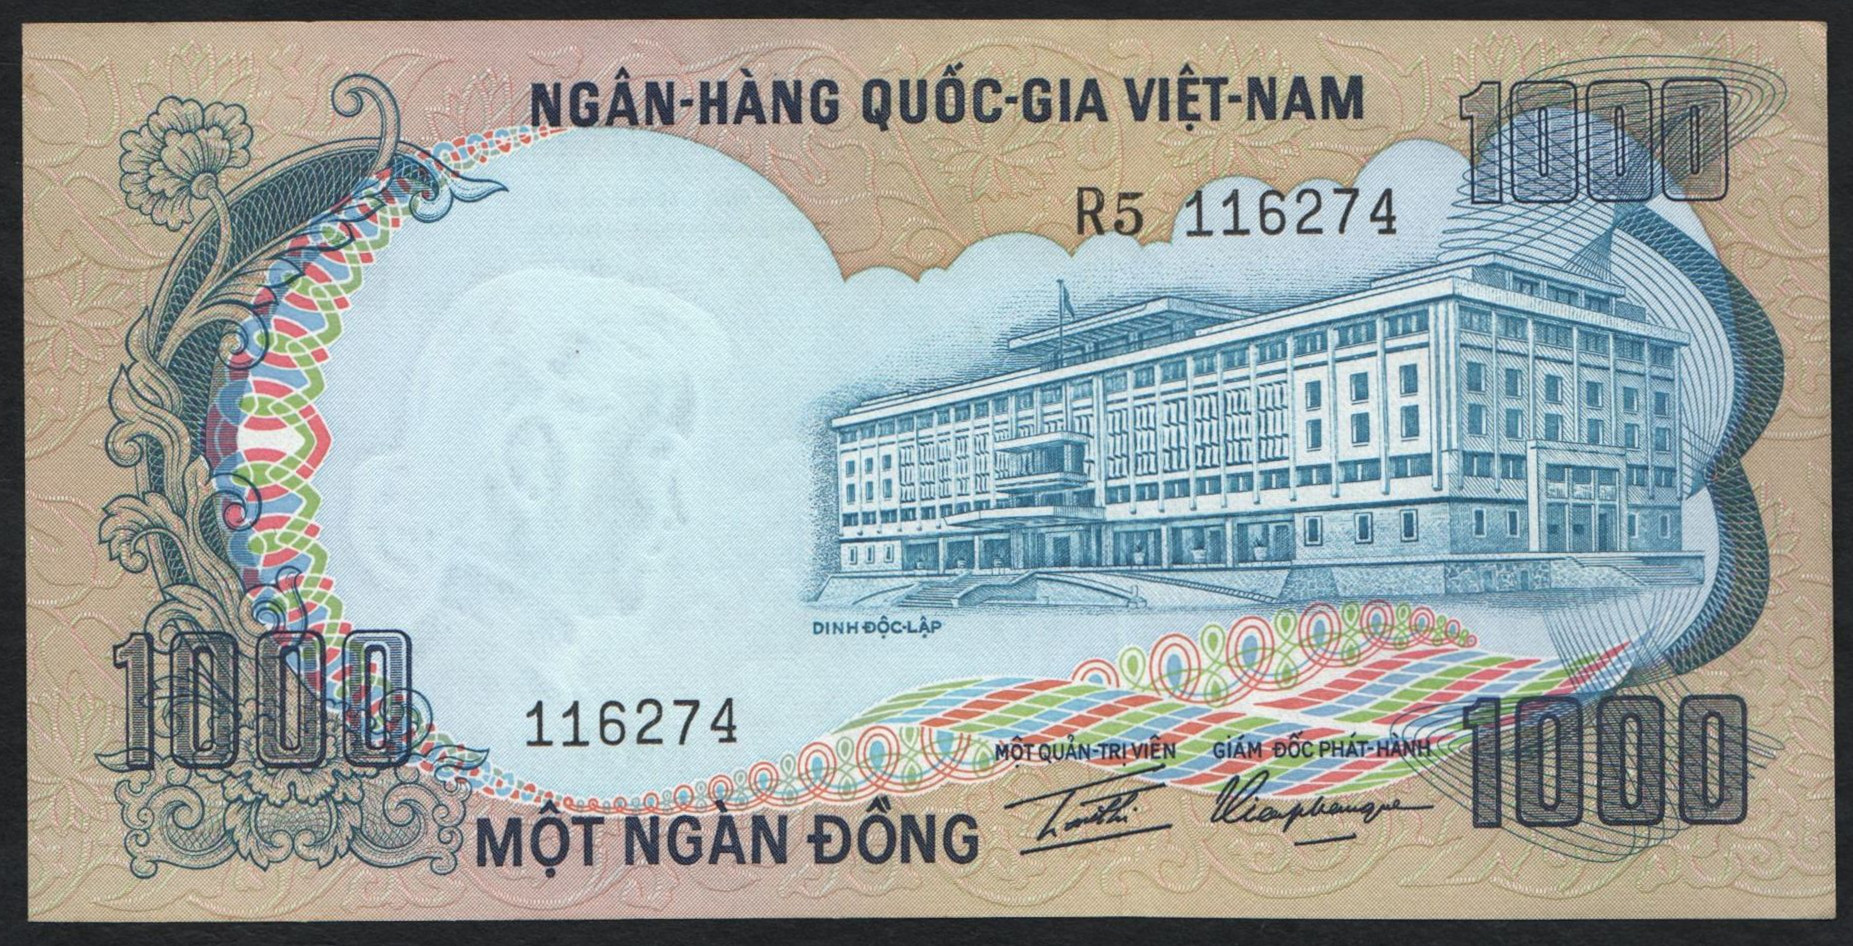 NGÂN-HÀNG QUỐC-GIA VIỆT-NAM
1000
R5 116274
DINH ĐỘC-LẬP
1000
116274
MỘT QUẢN-TRỊ VIÊN
GIÁM ĐỐC PHÁT-HÀNH
1000
MỘT NGÀN ĐỒNG